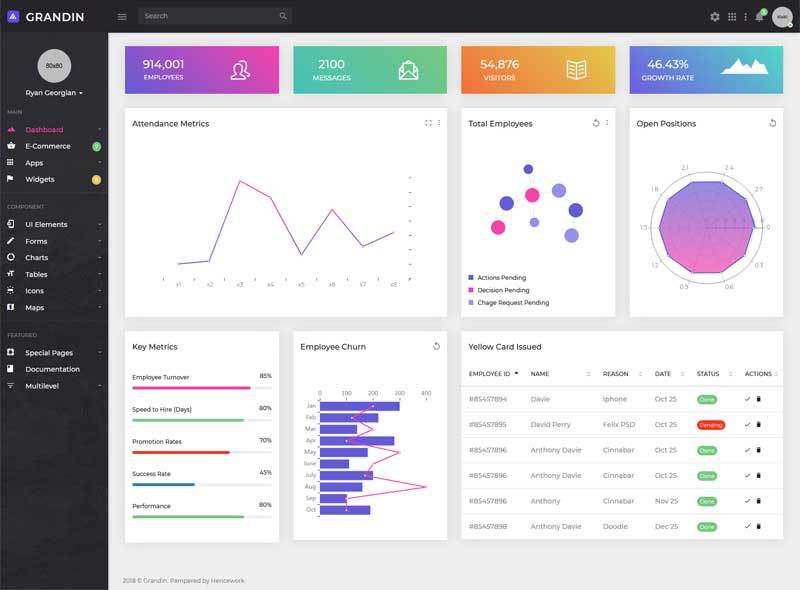 GRANDIN
Search
5
80x80
Ryan Georgian
MAIN
Dashboard
E-Commerce
Apps
Widgets
COMPONENT
UI Elements
Forms
Charts
Tables
Icons
Maps
FEATURED
Special Pages
Documentation
Multilevel
914,001
EMPLOYEES
2100
MESSAGES
54,876
VISITORS
46.43%
GROWTH RATE
Attendance Metrics
x1 x2 x3 x4 x5 x6 x7 x8
Total Employees
Actions Pending
Decision Pending
Chage Request Pending
Open Positions
2.1 2.4
1.8 2.7
1.5 0
1.2 0.3
0.9 0.6
Key Metrics
Employee Turnover 85%
Speed to Hire (Days) 80%
Promotion Rates 70%
Success Rate 45%
Performance 80%
Employee Churn
0 100 200 300 400
Jan
Feb
Mar
Apr
May
June
July
Aug
Sep
Oct
Yellow Card Issued
EMPLOYEE ID NAME REASON DATE STATUS ACTIONS
#85457894 Davie iphone Oct 25 Done
#85457895 David Perry Felix PSD Oct 25 Pending
#85457896 Anthony Davie Cinnabar Oct 25 Done
#85457896 Anthony Davie Cinnabar Oct 25 Done
#85457896 Anthony Cinnabar Nov 25 Done
#85457898 Anthony Davie Doodle Dec 25 Done
2018 © Grandin. Pampered by Hencework